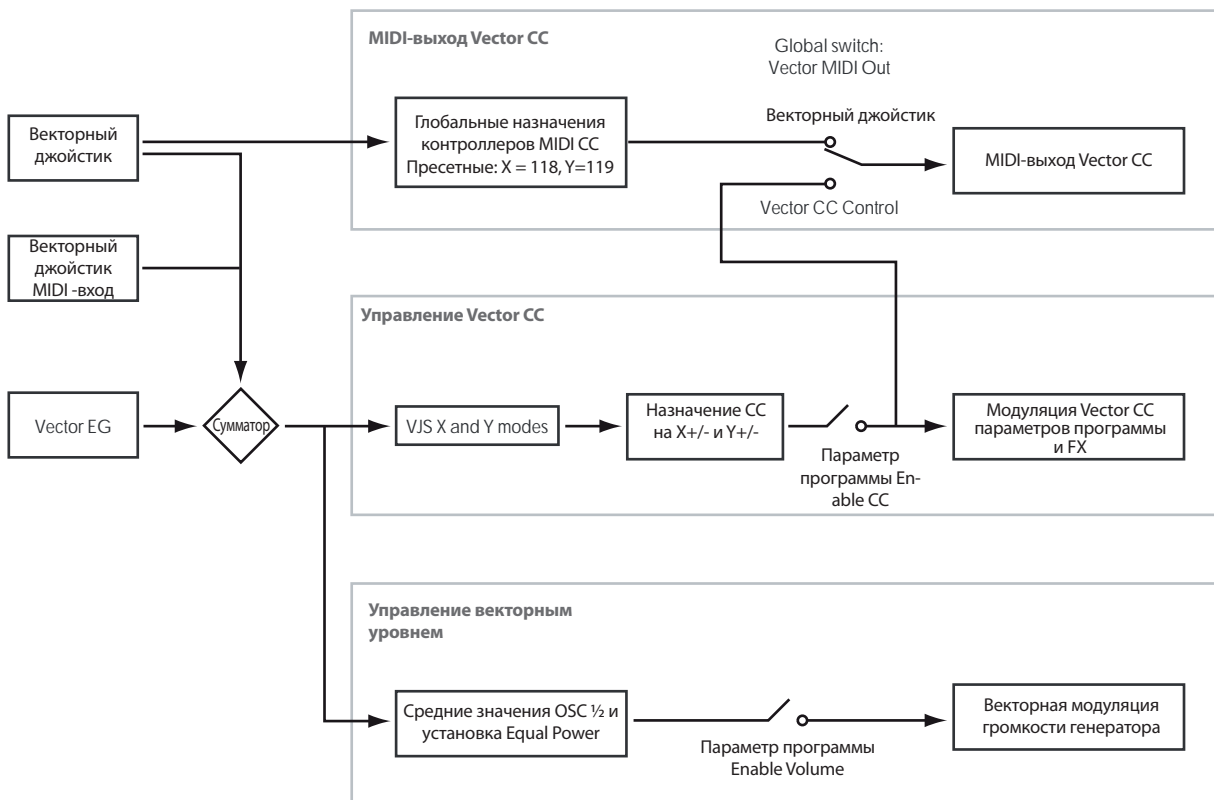 MIDI-выход Vector CC
Global switch:
Vector MIDI Out
Векторный
джойстик
Глобальные назначения
контроллеров MIDI CC
Пресетные: X = 118, Y=119
Векторный джойстик
MIDI-выход Vector CC
Vector CC Control
Векторный
джойстик
MIDI -вход
Управление Vector CC
Vector EG
Сумматор
VJS X and Y modes
Назначение CC
на X+/- и Y+/-
Параметр
программы En-
able CC
Модуляция Vector CC
параметров программы
и FX
Управление векторным
уровнем
Средние значения OSC ½ и
установка Equal Power
Параметр программы
Enable Volume
Векторная модуляция
громкости генератора